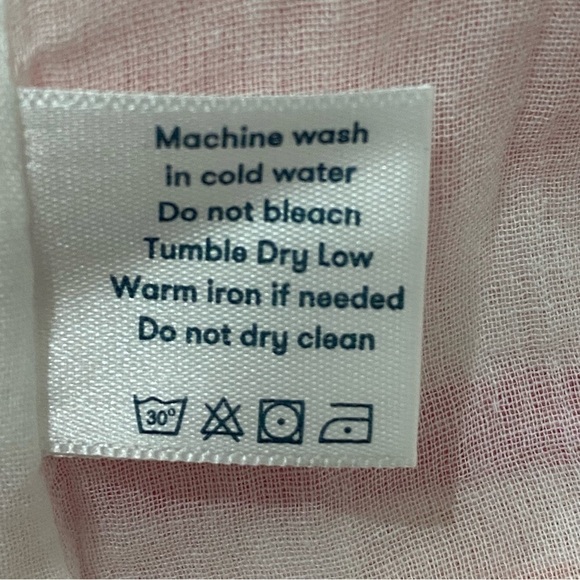 Machine wash
in cold water
Do not bleach
Tumble Dry Low
Warm iron if needed
Do not dry clean
30°